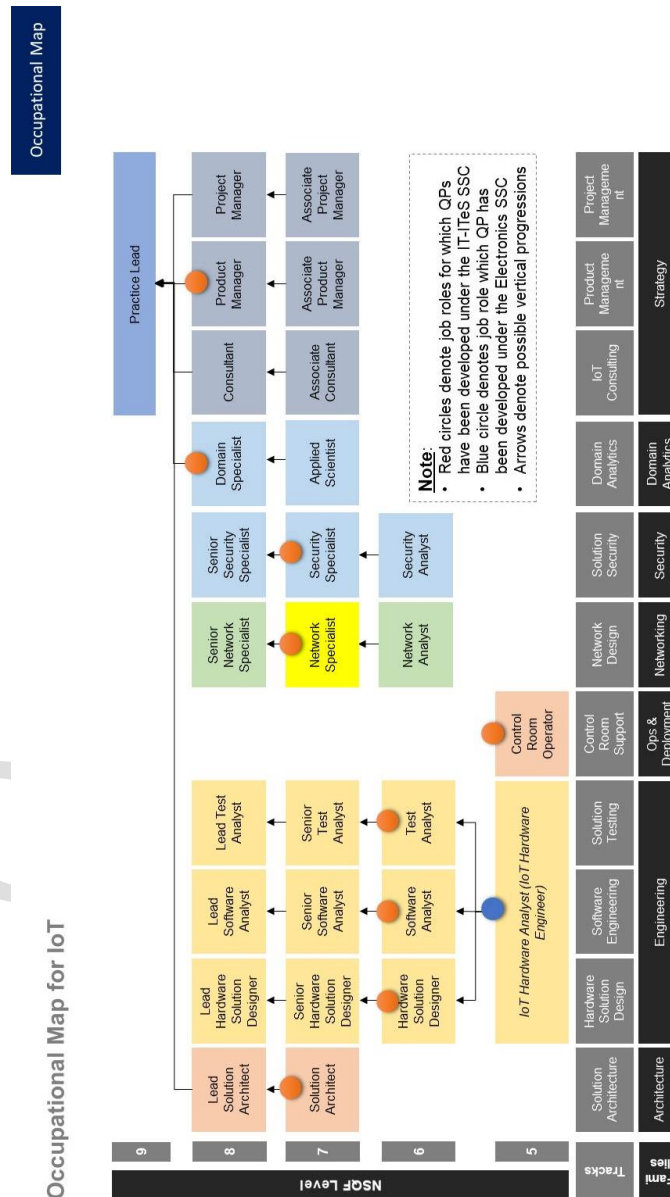 Occupational Map
Occupational Map for IoT
NSQF Level
9
Practice Lead
8
Lead
Solution
Architect
Lead
Hardware
Solution
Designer
Lead
Software
Analyst
Lead Test
Analyst
Senior
Network
Specialist
Senior
Security
Specialist
Domain
Specialist
Consultant
Product
Manager
Project
Manager
7
Solution
Architect
Senior
Hardware
Solution
Designer
Senior
Software
Analyst
Senior
Test
Analyst
Network
Specialist
Security
Specialist
Applied
Scientist
Associate
Consultant
Associate
Product
Manager
Associate
Project
Manager
6
Hardware
Solution
Designer
Software
Analyst
Test
Analyst
Network
Analyst
Security
Analyst
Note:
• Red circles denote job roles for which QPs
have been developed under the IT-ITeS SSC
• Blue circle denotes job role which QP has
been developed under the Electronics SSC
• Arrows denote possible vertical progressions
5
IoT Hardware Analyst (IoT Hardware
Engineer)
Control
Room
Operator
Tracks
Solution
Architecture
Hardware
Solution
Design
Software
Engineering
Solution
Testing
Control
Room
Support
Network
Design
Solution
Security
Domain
Analytics
IoT
Consulting
Product
Manageme
nt
Project
Manageme
nt
Fami
lies
Architecture
Engineering
Ops &
Deployment
Networking
Security
Domain
Analytics
Strategy